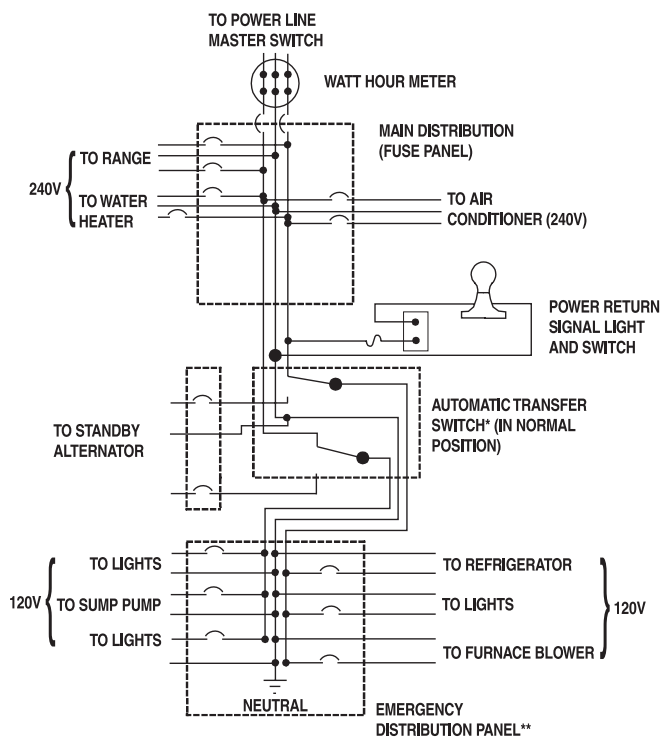 TO POWER LINE
MASTER SWITCH
WATT HOUR METER
MAIN DISTRIBUTION
(FUSE PANEL)
TO RANGE
240V
TO WATER
HEATER
TO AIR
CONDITIONER (240V)
POWER RETURN
SIGNAL LIGHT
AND SWITCH
AUTOMATIC TRANSFER
SWITCH* (IN NORMAL
POSITION)
TO STANDBY
ALTERNATOR
TO LIGHTS
120V
TO SUMP PUMP
TO LIGHTS
TO REFRIGERATOR
TO LIGHTS
120V
TO FURNACE BLOWER
NEUTRAL
EMERGENCY
DISTRIBUTION PANEL**